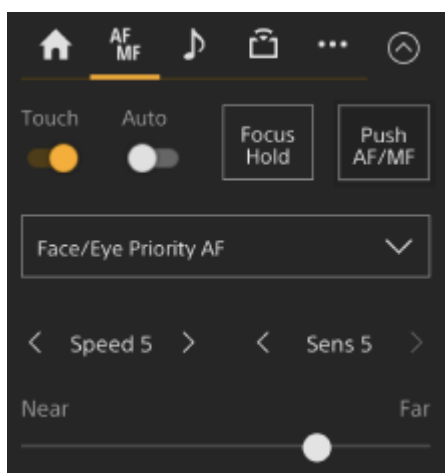 AF
MF
Touch Auto
Focus
Hold
Push
AF/MF
Face/Eye Priority AF
Speed 5
Sens 5
Near Far